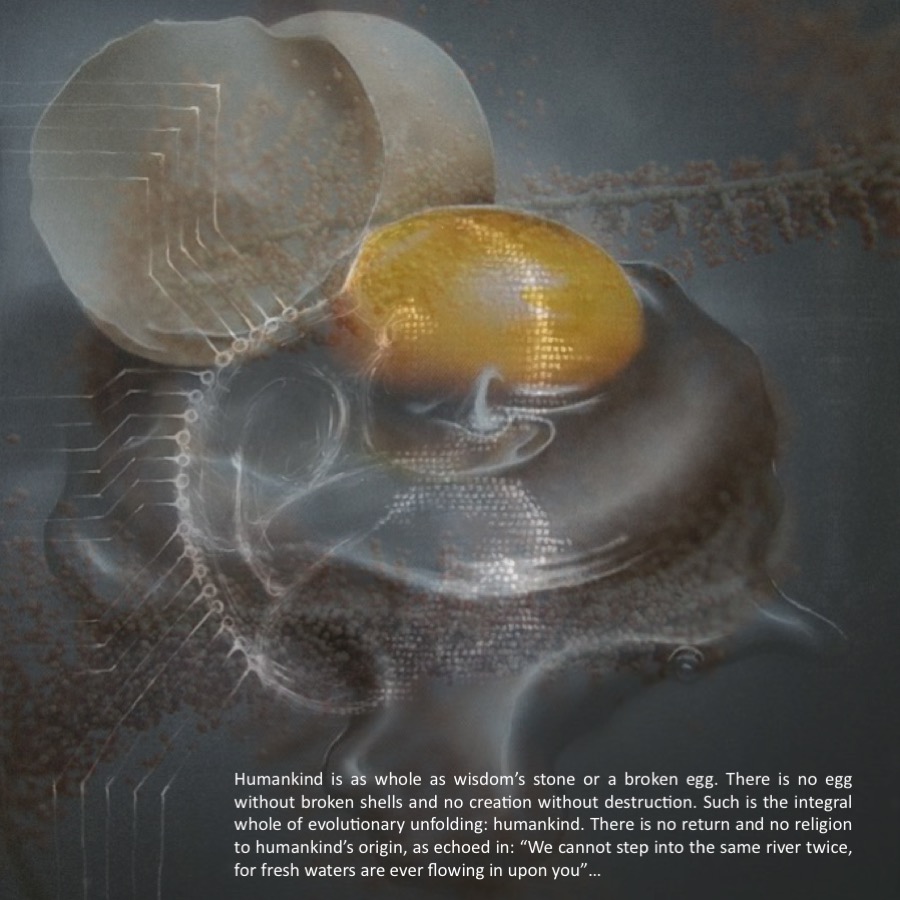 Humankind is as whole as wisdom’s stone or a broken egg. There is no egg
without broken shells and no creation without destruction. Such is the integral
whole of evolutionary unfolding: humankind. There is no return and no religion
to humankind’s origin, as echoed in: “We cannot step into the same river twice,
for fresh waters are ever flowing in upon you”...